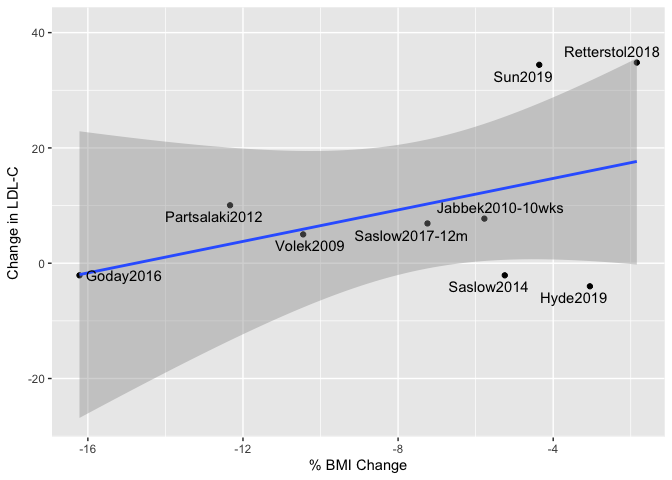 40
20
0
-20
Change in LDL-C
Retterstol2018
Sun2019
Partsalaki2012
Jabbek2010-10wks
Saslow2017-12m
Volek2009
Goday2016
Saslow2014
Hyde2019
-16
-12
-8
-4
% BMI Change